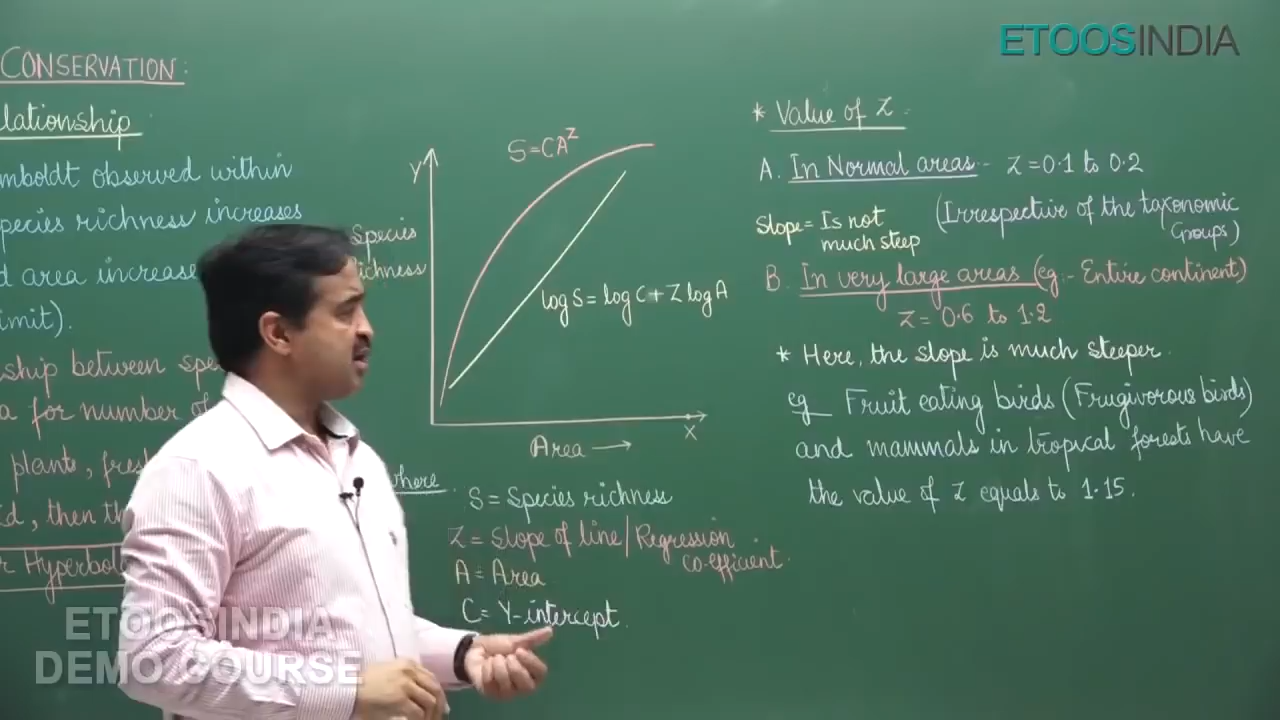 ETOOSINDIA
CONSERVATION:
lationship
mboldt observed within
pecies richness increases
d area increase
imit).
ship between spe
a for number of
plants, fres
d, then th
r Hyperbol
S=CA^Z
Y
Species
richness
log S = log C + Z log A
X
Area →
where
S = Species richness
Z = Slope of line/Regression
co-efficient.
A = Area
C = Y-intercept.
* Value of Z :
A. In Normal areas - Z = 0.1 to 0.2
Slope = Is not
much steep
(Irrespective of the taxonomic
Groups)
B. In very large areas (eg.- Entire continent)
Z = 0.6 to 1.2
* Here, the slope is much steeper.
eg Fruit eating birds (Frugivorous birds)
and mammals in tropical forests have
the value of Z equals to 1.15.
ETOOSINDIA
DEMO COURSE